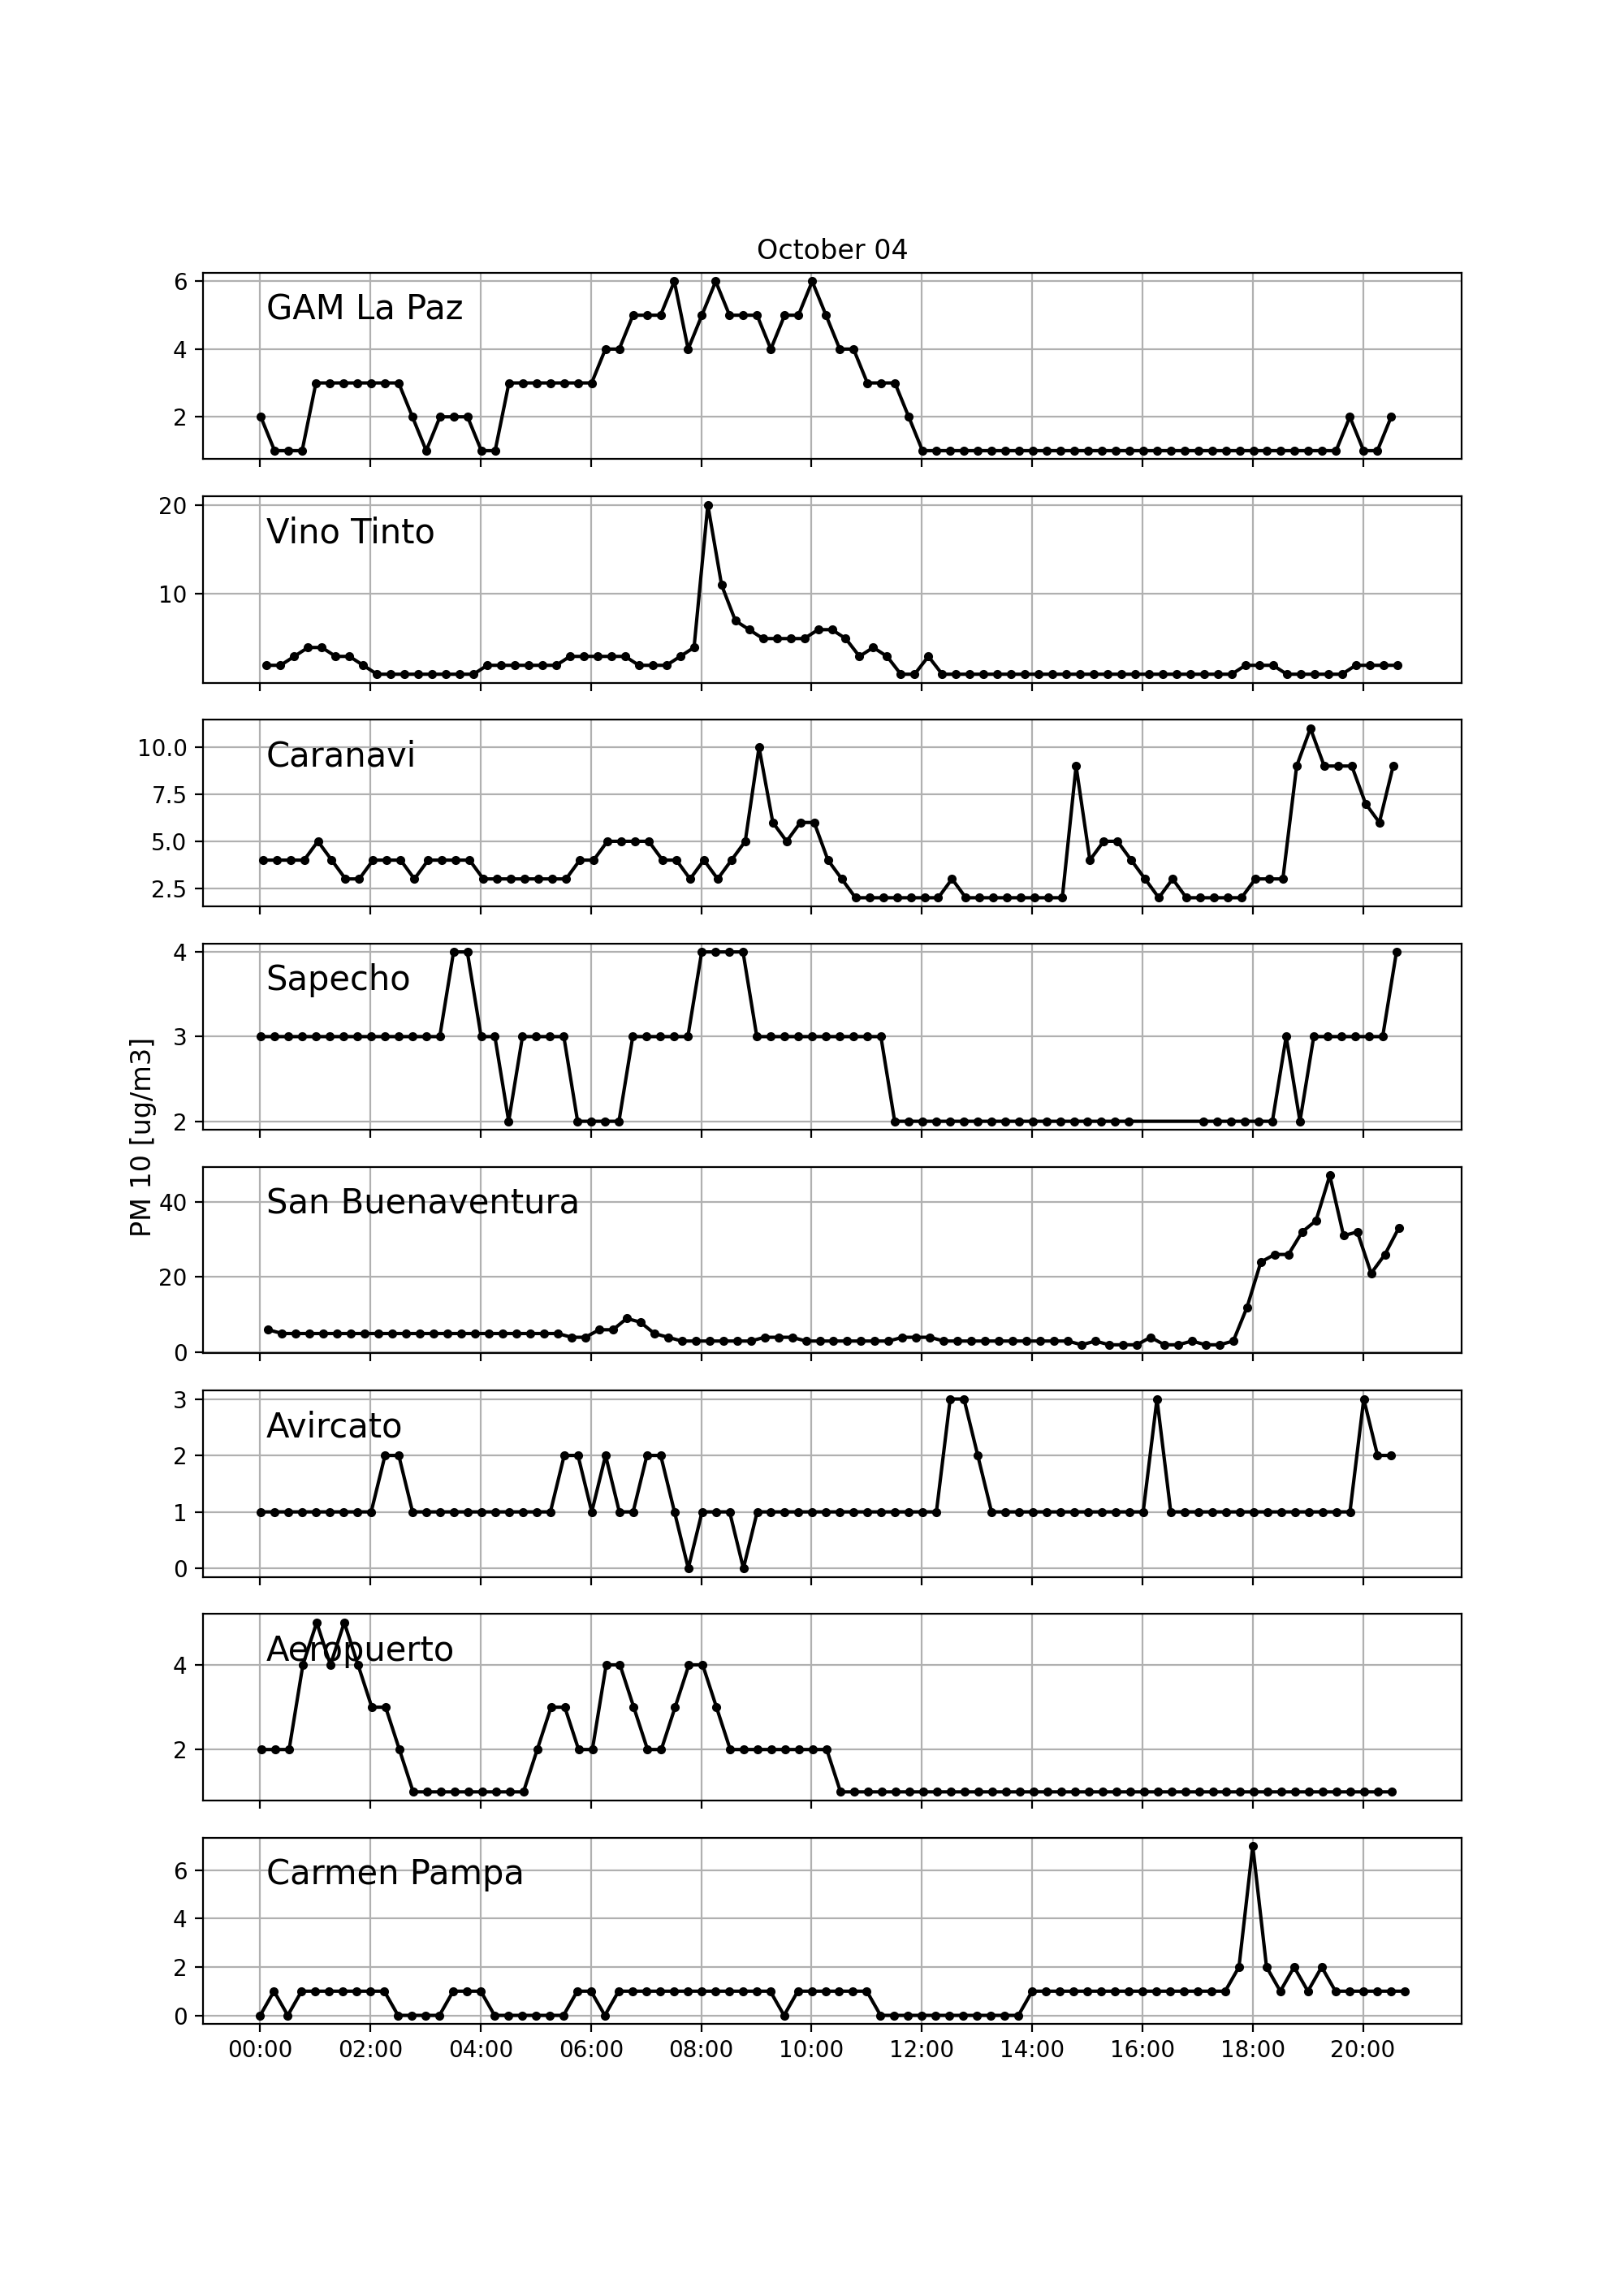 October 04
6
GAM La Paz
4
2
20
Vino Tinto
10
10.0
Caranavi
7.5
5.0
2.5
4
Sapecho
3
2
PM 10 [ug/m3]
San Buenaventura
40
20
0
3
Avircato
2
1
0
Aeropuerto
4
2
Carmen Pampa
6
4
2
0
00:00 02:00 04:00 06:00 08:00 10:00 12:00 14:00 16:00 18:00 20:00